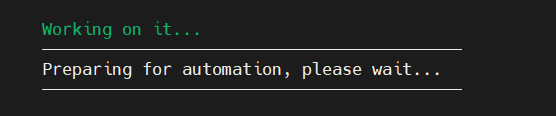 Working on it...
Preparing for automation, please wait...